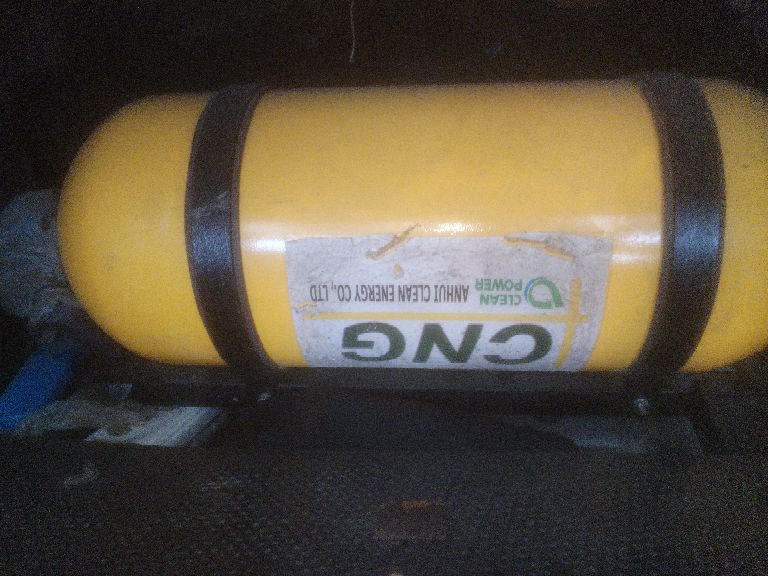 CNG
CLEAN
POWER
ANHUI CLEAN ENERGY CO., LTD